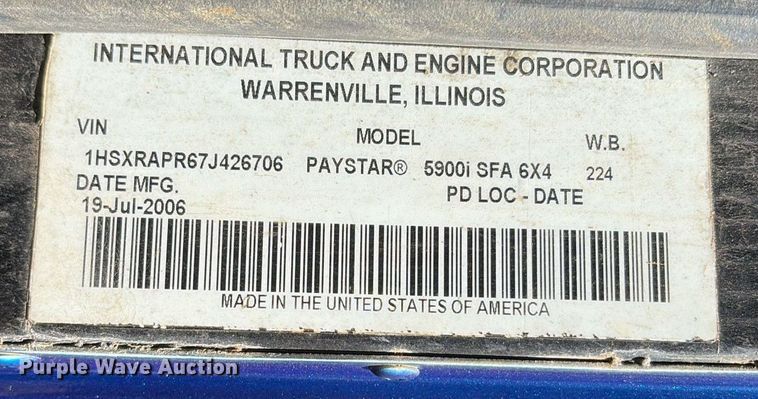 INTERNATIONAL TRUCK AND ENGINE CORPORATION
WARRENVILLE, ILLINOIS
VIN MODEL W.B.
1HSXRAPR67J426706 PAYSTAR® 5900i SFA 6X4 224
DATE MFG. PD LOC - DATE
19-Jul-2006
MADE IN THE UNITED STATES OF AMERICA
Purple Wave Auction